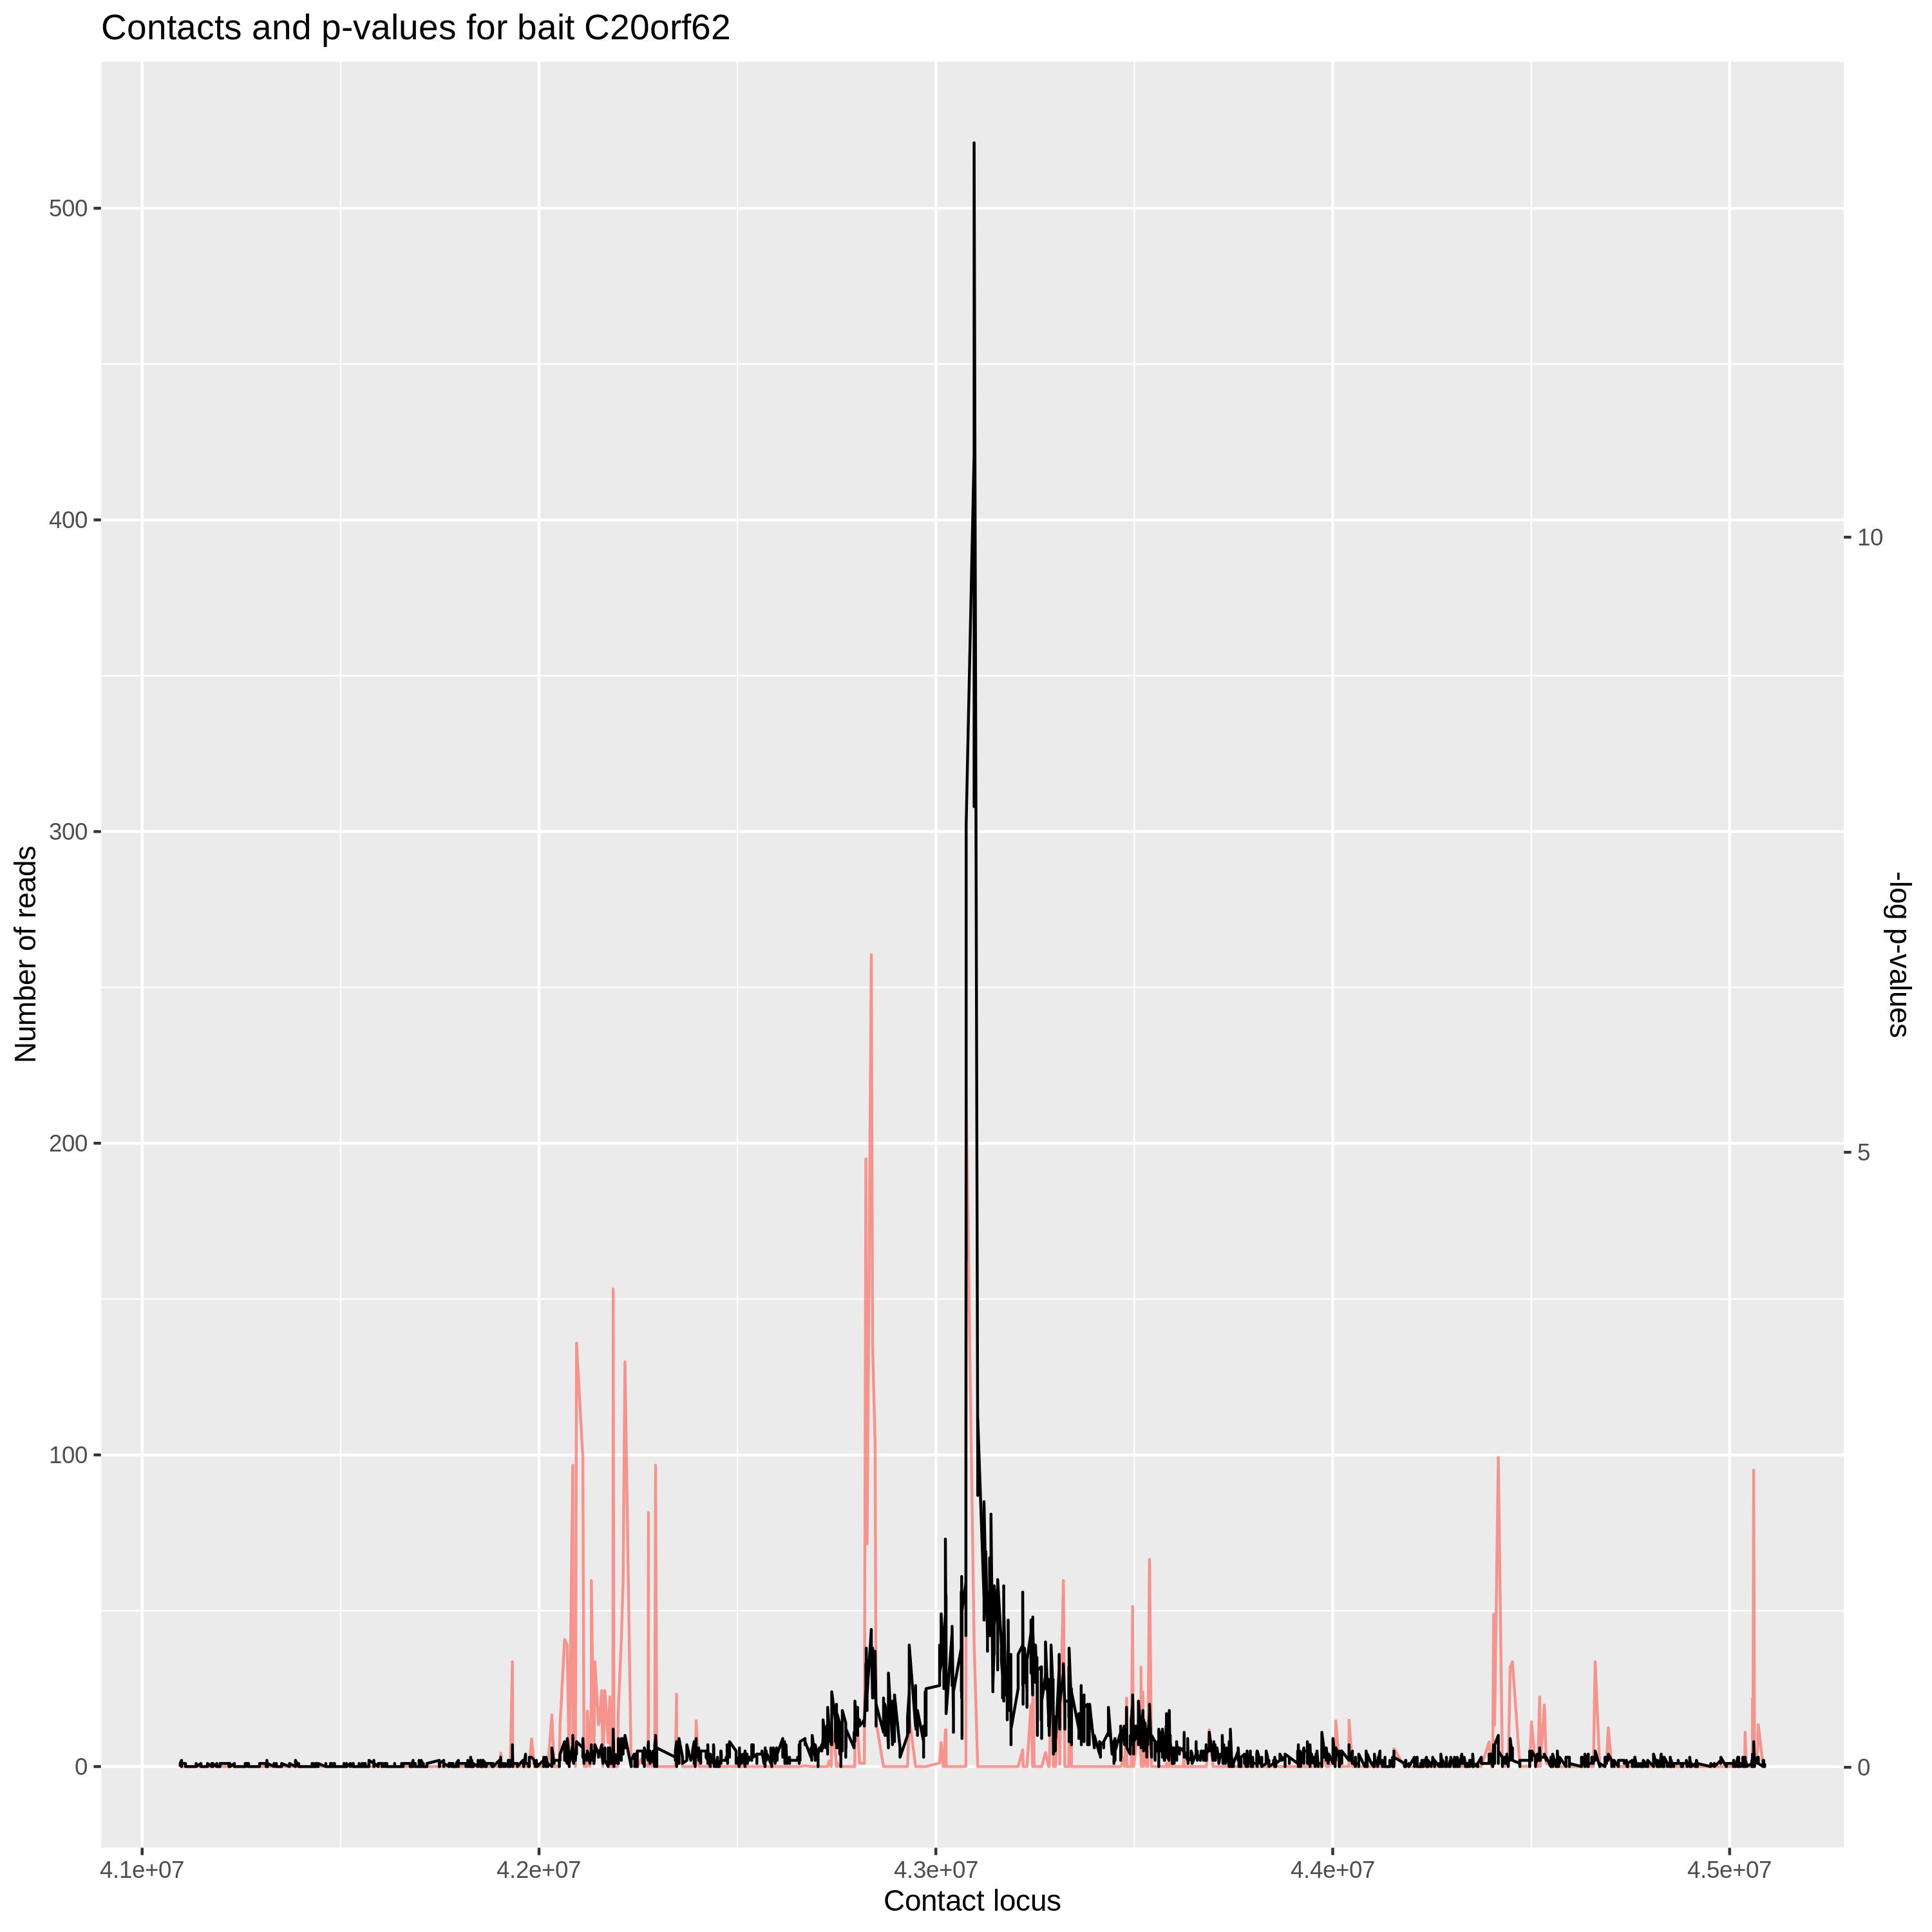 Contacts and p-values for bait C20orf62
500
400
300
200
100
0
Number of reads
10
5
0
-log p-values
4.1e+07
4.2e+07
4.3e+07
4.4e+07
4.5e+07
Contact locus